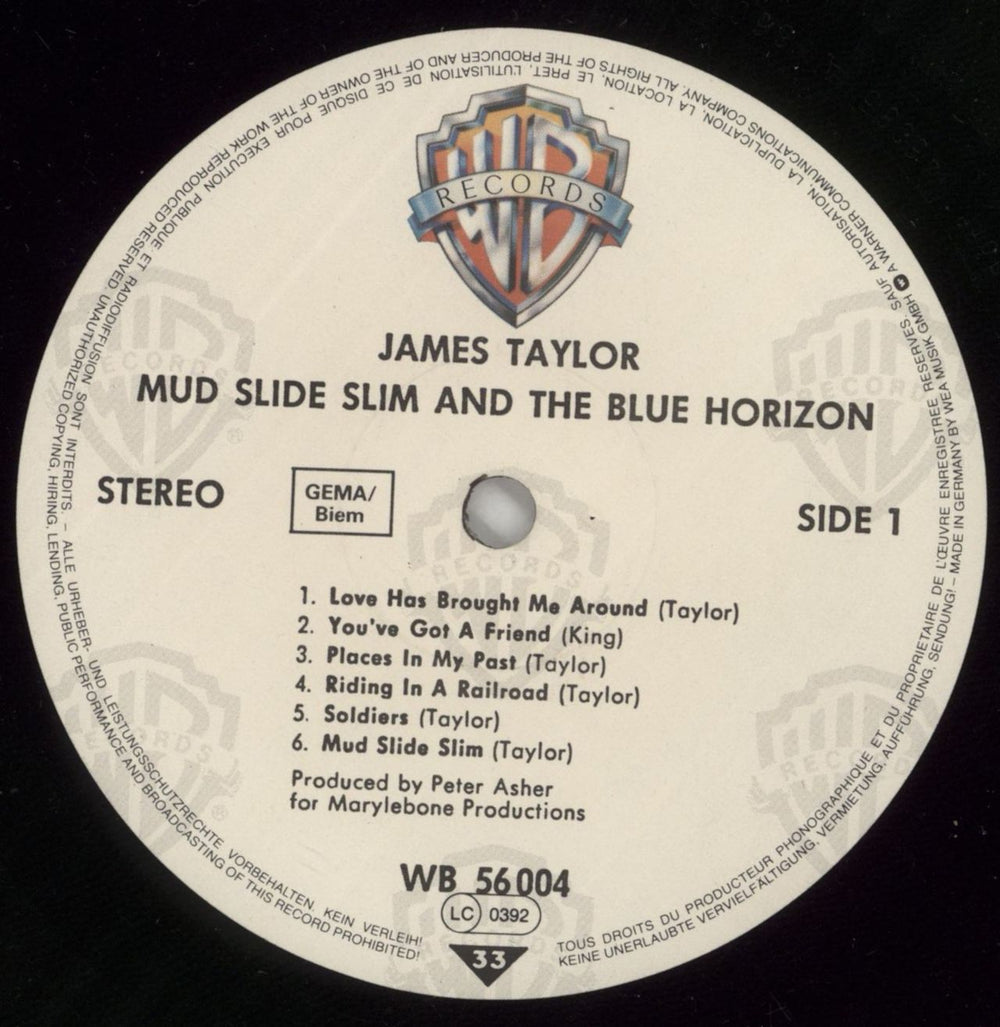 WB
RECORDS
JAMES TAYLOR
MUD SLIDE SLIM AND THE BLUE HORIZON
STEREO
GEMA/
Biem
SIDE 1
1. Love Has Brought Me Around (Taylor)
2. You've Got A Friend (King)
3. Places In My Past (Taylor)
4. Riding In A Railroad (Taylor)
5. Soldiers (Taylor)
6. Mud Slide Slim (Taylor)
Produced by Peter Asher
for Marylebone Productions
WB 56 004
LC 0392
33
TOUS DROITS DU PRODUCTEUR PHONOGRAPHIQUE ET DU PROPRIETAIRE DE L'ŒUVRE ENREGISTREE RESERVES. SAUF AUTORISATION, LA DUPLICATION, LA LOCATION, LE PRET, L'UTILISATION DE CE DISQUE POUR EXECUTION PUBLIQUE ET RADIODIFFUSION SONT INTERDITS. – ALLE URHEBER- UND LEISTUNGSSCHUTZRECHTE VORBEHALTEN. KEIN VERLEIH!
KEINE UNERLAUBTE VERVIELFÄLTIGUNG, VERMIETUNG, AUFFÜHRUNG, SENDUNG! – MADE IN GERMANY BY WEA MUSIK GMBH A WARNER COMMUNICATIONS COMPANY. ALL RIGHTS OF THE PRODUCER AND OF THE OWNER OF THE WORK REPRODUCED RESERVED. UNAUTHORIZED COPYING, HIRING, LENDING, PUBLIC PERFORMANCE AND BROADCASTING OF THIS RECORD PROHIBITED!